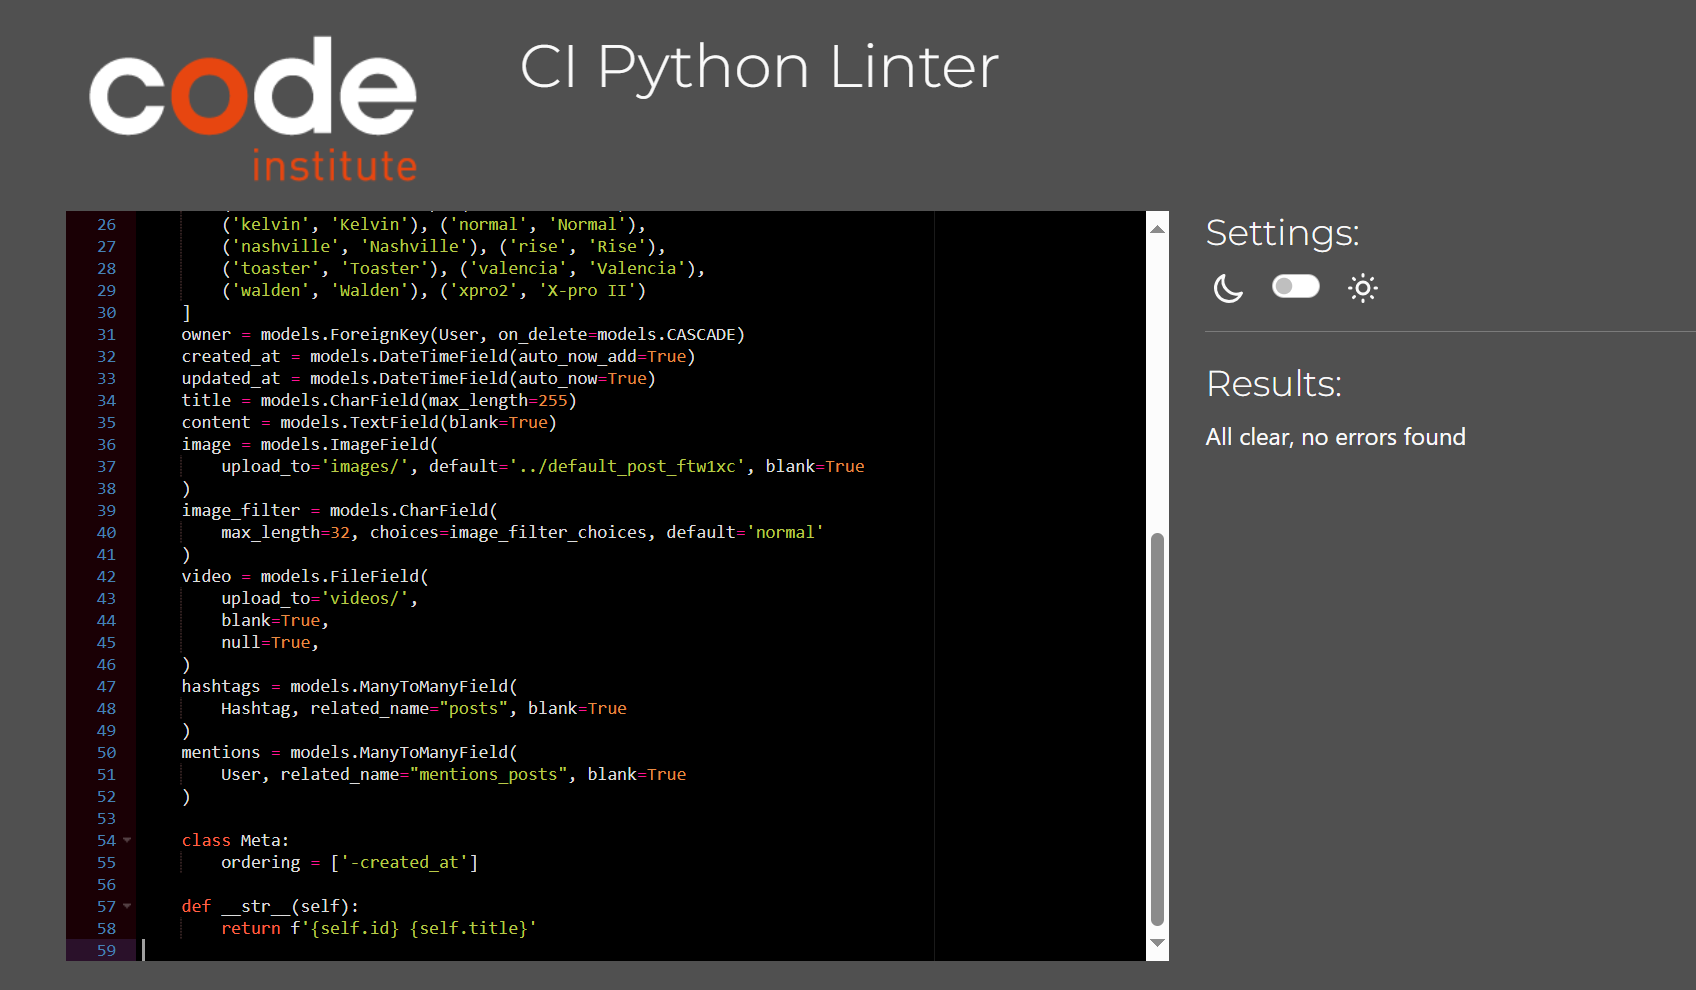 code
institute
CI Python Linter
26 ('kelvin', 'Kelvin'), ('normal', 'Normal'),
27 ('nashville', 'Nashville'), ('rise', 'Rise'),
28 ('toaster', 'Toaster'), ('valencia', 'Valencia'),
29 ('walden', 'Walden'), ('xpro2', 'X-pro II')
30 ]
31 owner = models.ForeignKey(User, on_delete=models.CASCADE)
32 created_at = models.DateTimeField(auto_now_add=True)
33 updated_at = models.DateTimeField(auto_now=True)
34 title = models.CharField(max_length=255)
35 content = models.TextField(blank=True)
36 image = models.ImageField(
37 upload_to='images/', default='../default_post_ftw1xc', blank=True
38 )
39 image_filter = models.CharField(
40 max_length=32, choices=image_filter_choices, default='normal'
41 )
42 video = models.FileField(
43 upload_to='videos/',
44 blank=True,
45 null=True,
46 )
47 hashtags = models.ManyToManyField(
48 Hashtag, related_name="posts", blank=True
49 )
50 mentions = models.ManyToManyField(
51 User, related_name="mentions_posts", blank=True
52 )
53
54 class Meta:
55 ordering = ['-created_at']
56
57 def __str__(self):
58 return f'{self.id} {self.title}'
59
Settings:
Results:
All clear, no errors found